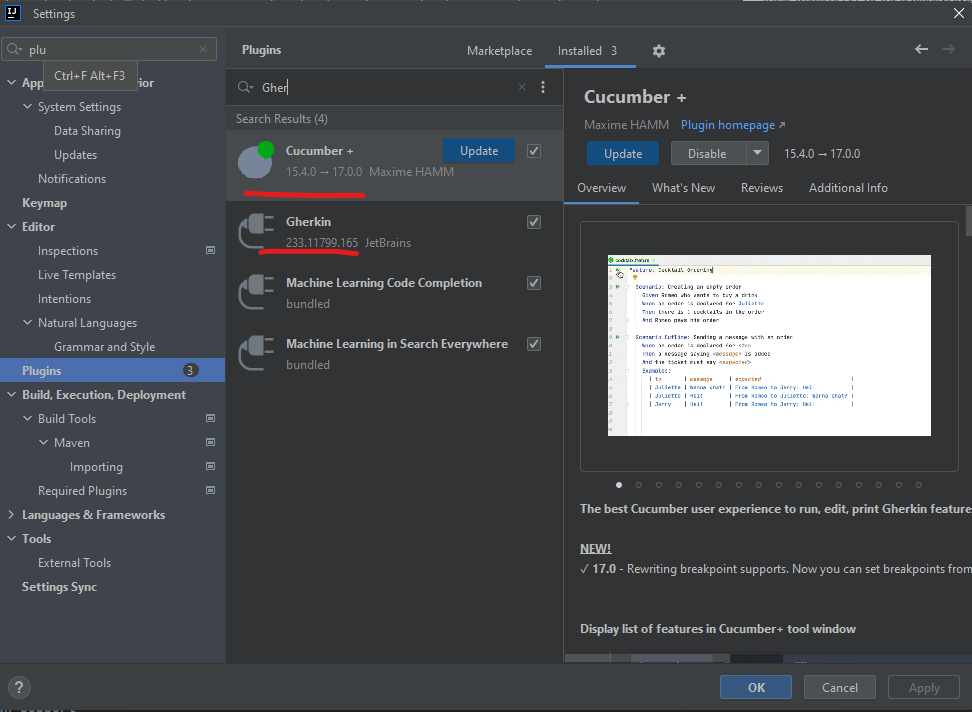 IJ
Settings
plu
Ctrl+F Alt+F3
App
ior
System Settings
Data Sharing
Updates
Notifications
Keymap
Editor
Inspections
Live Templates
Intentions
Natural Languages
Grammar and Style
Plugins 3
Build, Execution, Deployment
Build Tools
Maven
Importing
Required Plugins
Languages & Frameworks
Tools
External Tools
Settings Sync
Plugins
Marketplace
Installed 3
Gher
Search Results (4)
Cucumber +
Update
15.4.0 → 17.0.0 Maxime HAMM
Gherkin
233.11799.165 JetBrains
Machine Learning Code Completion
bundled
Machine Learning in Search Everywhere
bundled
Cucumber +
Maxime HAMM Plugin homepage ↗
Update Disable 15.4.0 → 17.0.0
Overview What's New Reviews Additional Info
cocktails.feature
Feature: Cocktail Ordering
Scenario: Creating an empty order
Given Romeo who wants to buy a drink
When an order is declared for Juliette
Then there is 1 cocktails in the order
And Romeo pays his order
Scenario Outline: Sending a message with an order
When an order is declared for <to>
Then a message saying <message> is added
And the ticket must say <expected>
Examples:
| to | message | expected |
| Juliette | Wanna chat? | From Romeo to Juliette: Wanna chat? |
| Jerry | Hei! | From Romeo to Jerry: Hei! |
The best Cucumber user experience to run, edit, print Gherkin feature
NEW!
✓ 17.0 - Rewriting breakpoint supports. Now you can set breakpoints from
Display list of features in Cucumber+ tool window
?
OK
Cancel
Apply